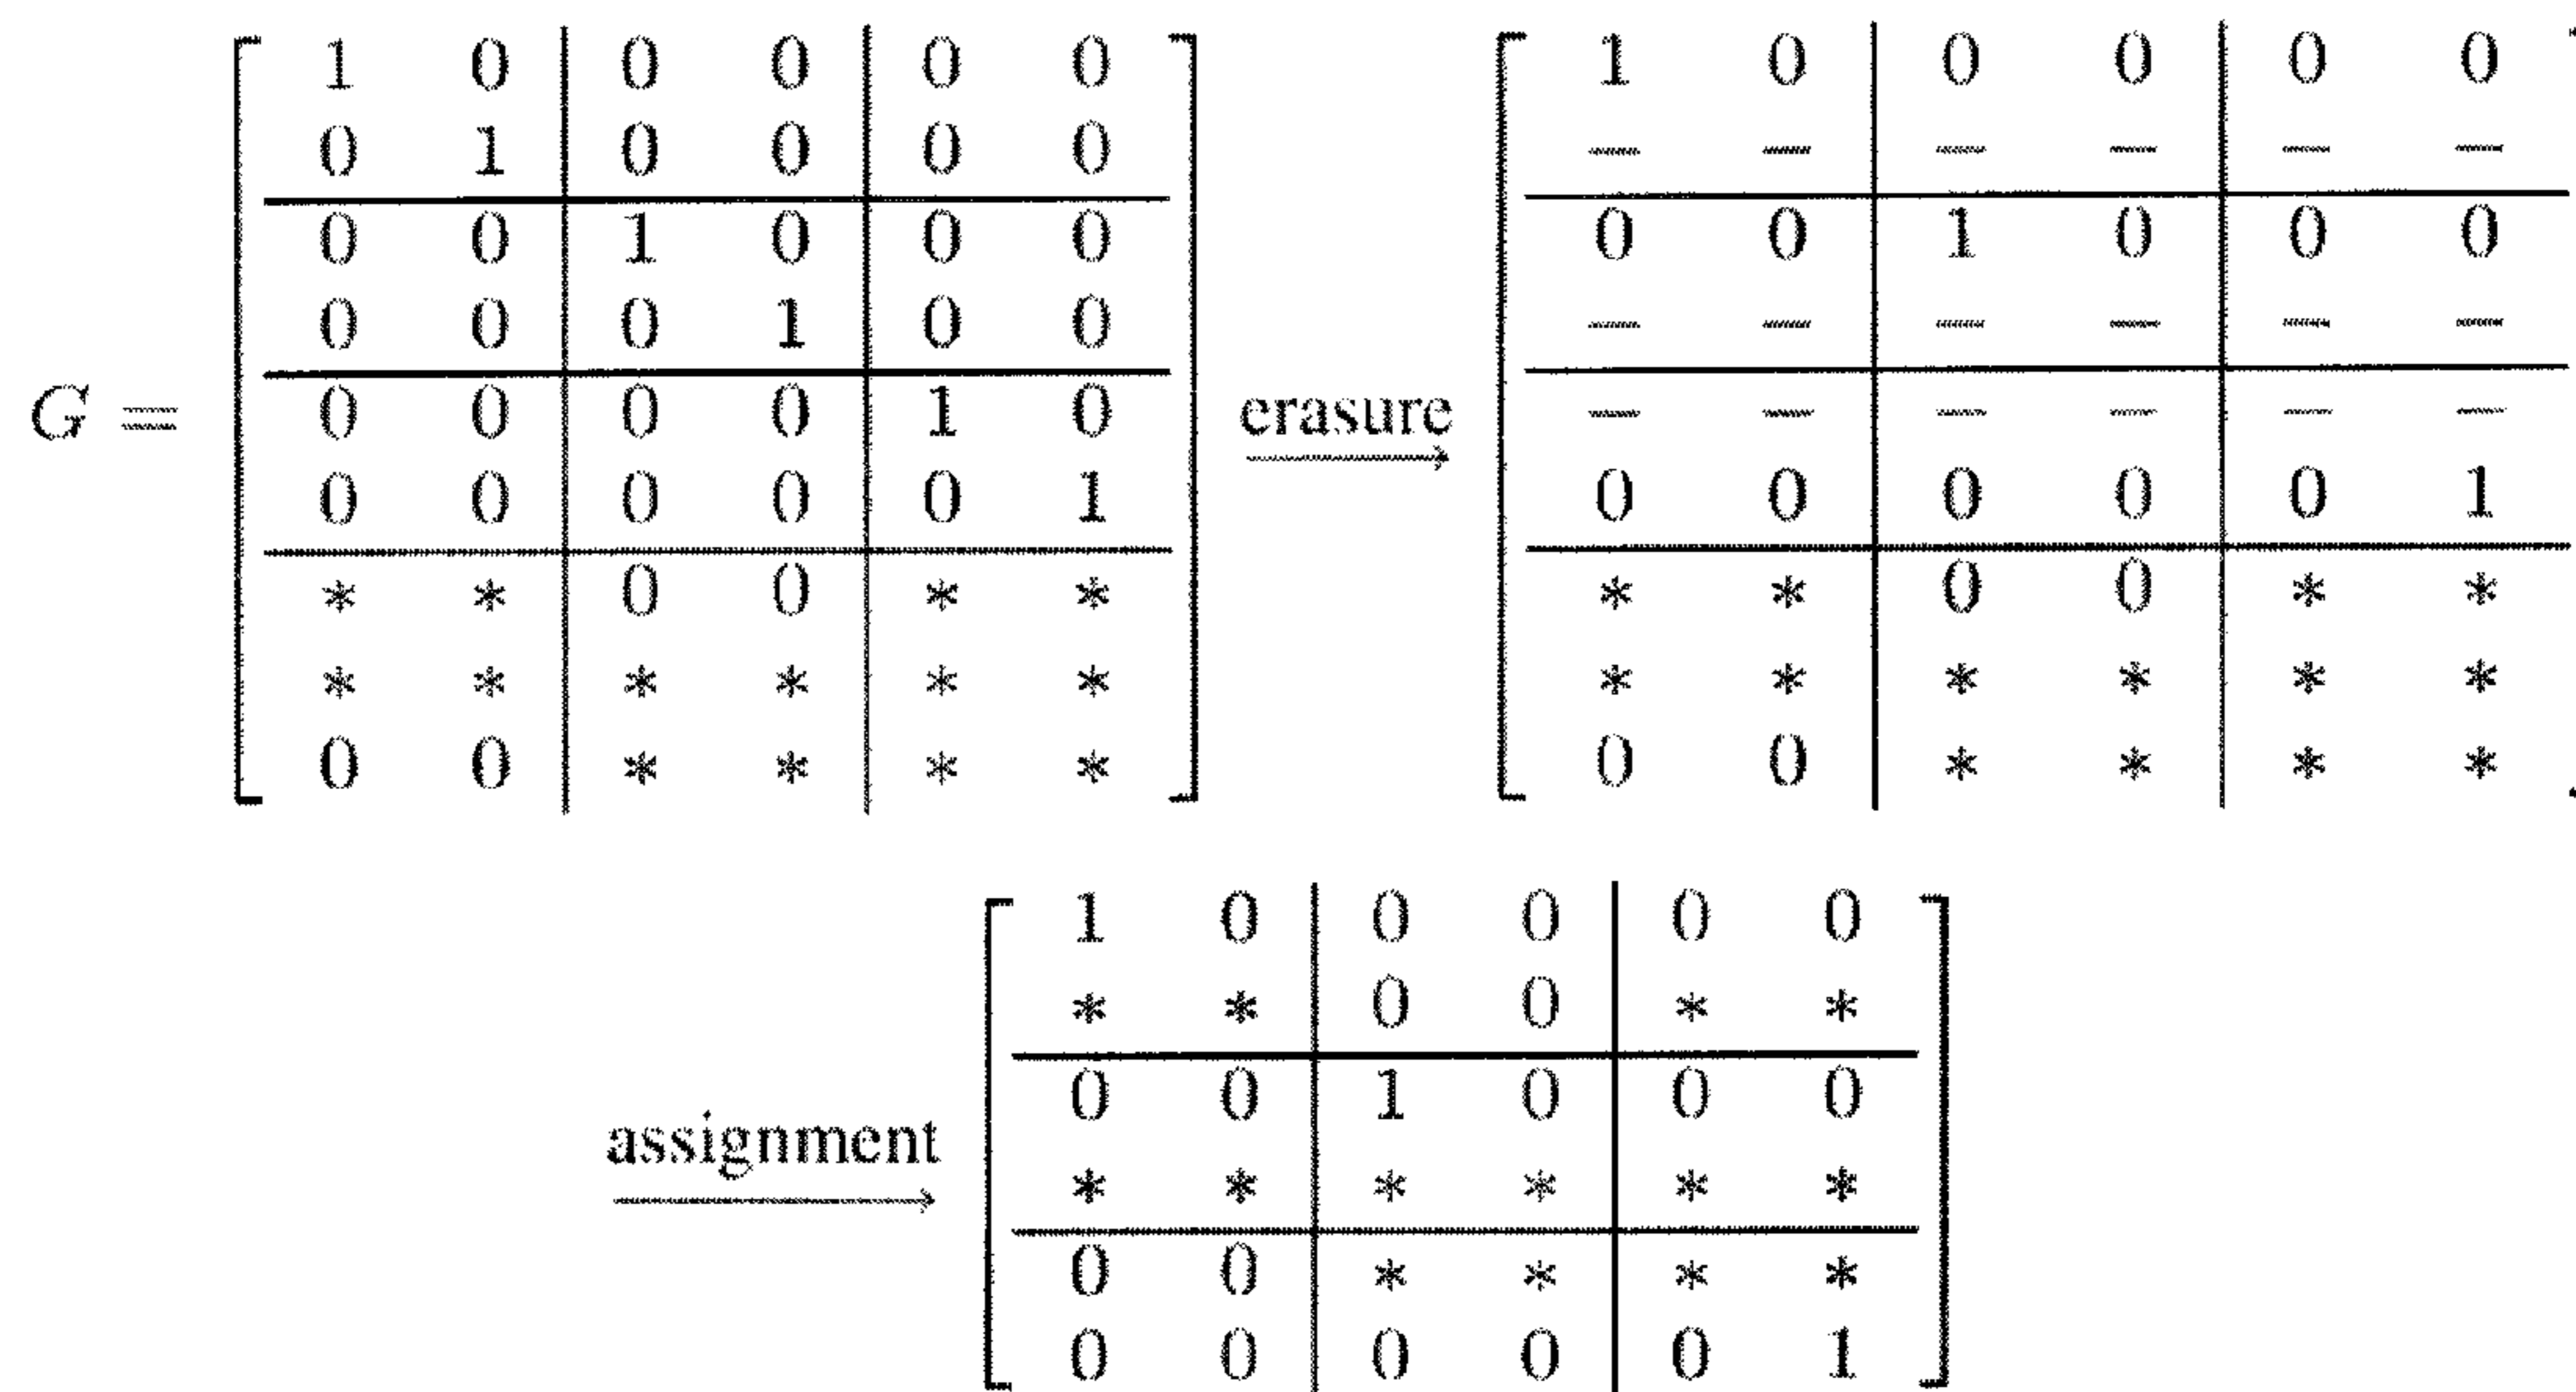 1 0 0 0 0 0 1 0 0 0 0 0
0 1 0 0 0 0 – – – – – –
0 0 1 0 0 0 0 0 1 0 0 0
0 0 0 1 0 0 – – – – – –
G = 0 0 0 0 1 0 erasure – – – – – –
0 0 0 0 0 1 0 0 0 0 0 1
* * 0 0 * * * * 0 0 * *
* * * * * * * * * * * *
0 0 * * * * 0 0 * * * *
1 0 0 0 0 0
* * 0 0 * *
0 0 1 0 0 0
assignment * * * * * *
0 0 * * * *
0 0 0 0 0 1